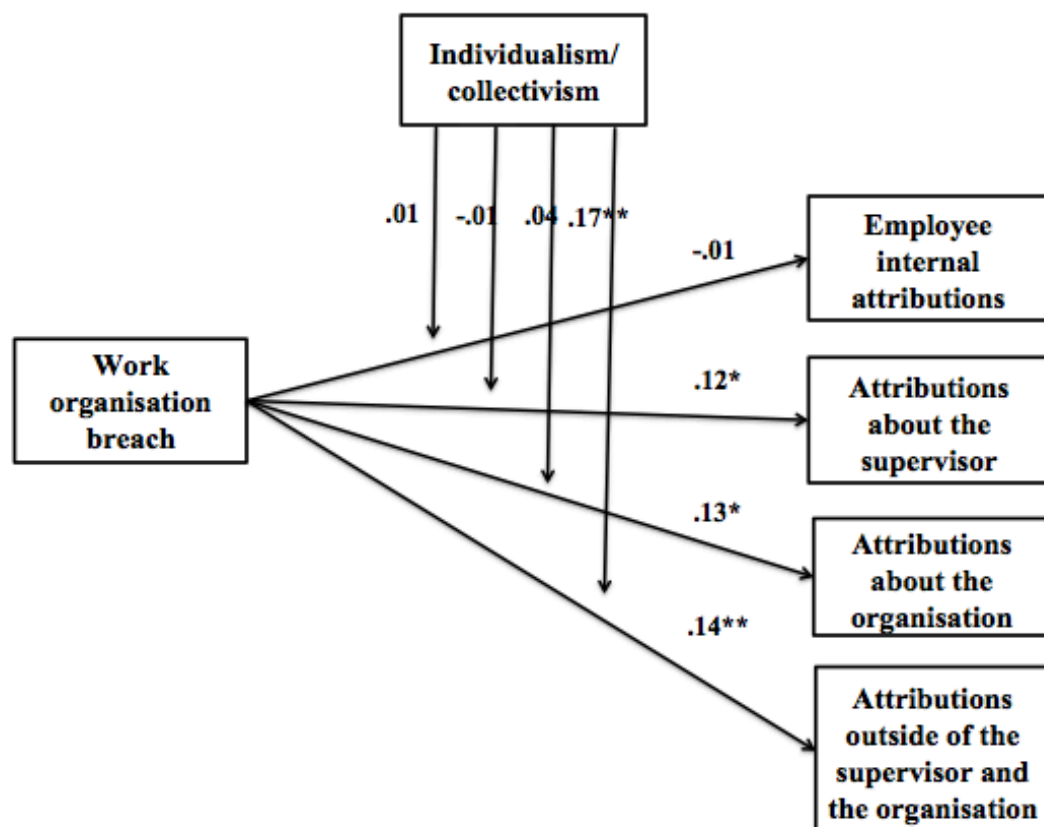 Individualism/
collectivism
.01
-.01
.04
.17**
-.01
Employee
internal
attributions
Work
organisation
breach
.12*
Attributions
about the
supervisor
.13*
Attributions
about the
organisation
.14**
Attributions
outside of the
supervisor and
the organisation